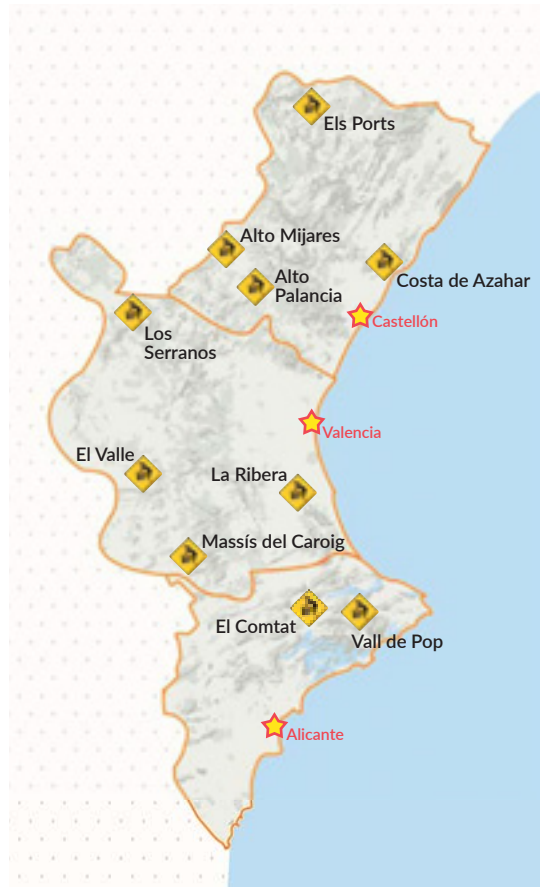 Els Ports
Alto Mijares
Alto
Palancia
Costa de Azahar
Castellón
Los
Serranos
Valencia
El Valle
La Ribera
Massís del Caroig
El Comtat
Vall de Pop
Alicante